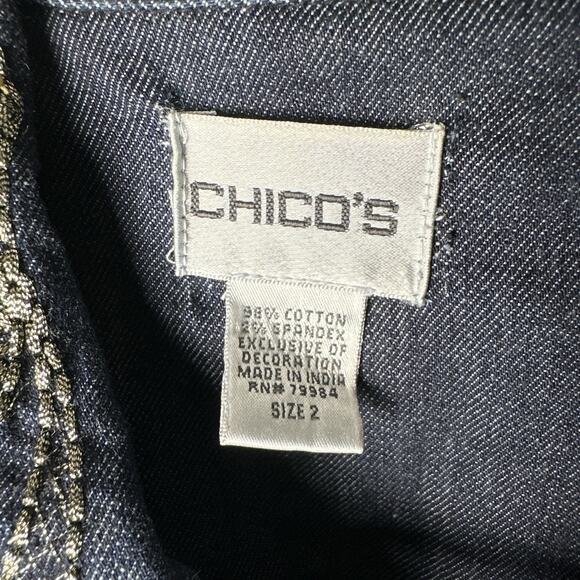 CHICO'S
98% COTTON
2% SPANDEX
EXCLUSIVE OF
DECORATION
MADE IN INDIA
RN# 79984
SIZE 2